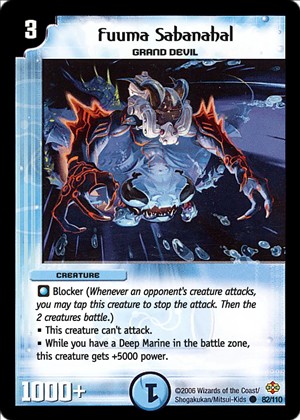 3
Fuuma Sabanahal
GRAND DEVIL
CREATURE
Blocker (Whenever an opponent's creature attacks,
you may tap this creature to stop the attack. Then the
2 creatures battle.)
• This creature can't attack.
• While you have a Deep Marine in the battle zone,
this creature gets +5000 power.
1000+
1
©2006 Wizards of the Coast/
Shogakukan/Mitsui-Kids
82/110